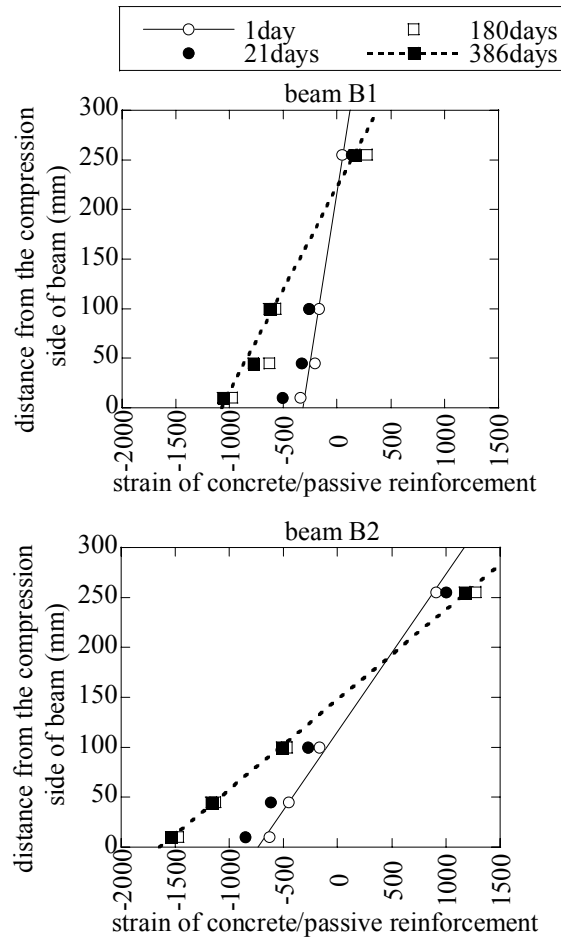 1day 180days
21days 386days
beam B1
distance from the compression
side of beam (mm)
300
250
200
150
100
50
0
-2000 -1500 -1000 -500 0 500 1000 1500
strain of concrete/passive reinforcement
beam B2
distance from the compression
side of beam (mm)
300
250
200
150
100
50
0
-2000 -1500 -1000 -500 0 500 1000 1500
strain of concrete/passive reinforcement